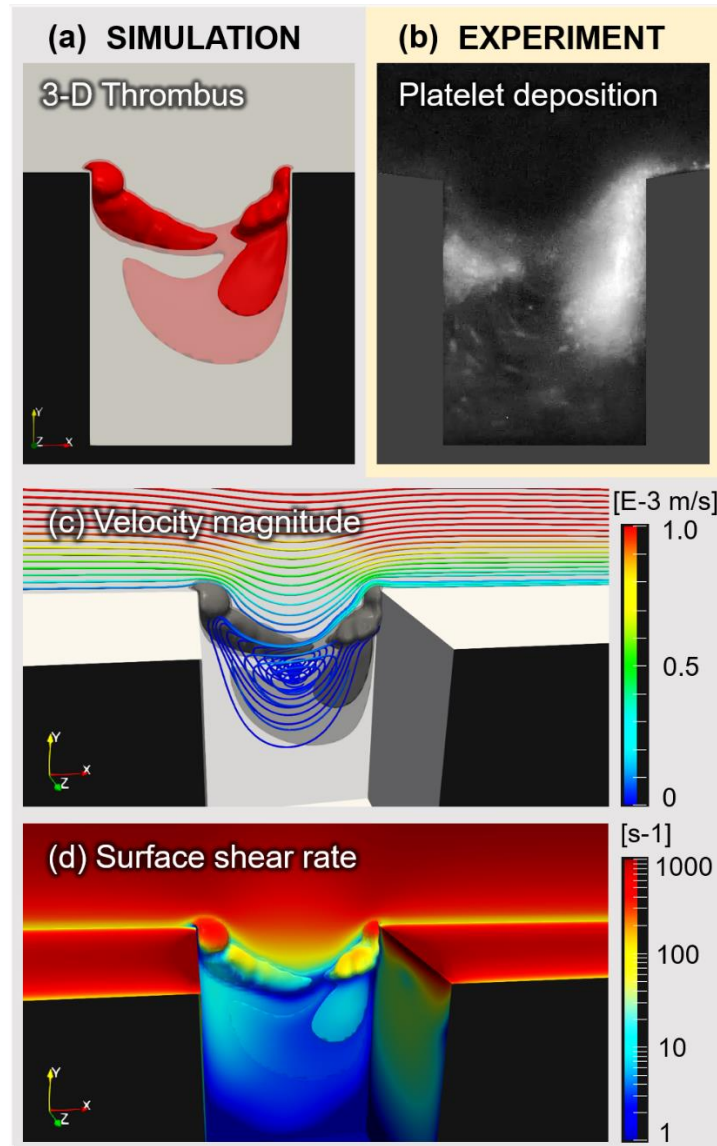 (a) SIMULATION
(b) EXPERIMENT
3-D Thrombus
Platelet deposition
Y
Z X
(c) Velocity magnitude
[E-3 m/s]
1.0
0.5
0
Y
X
Z
(d) Surface shear rate
[s-1]
1000
100
10
1
Y
X
Z